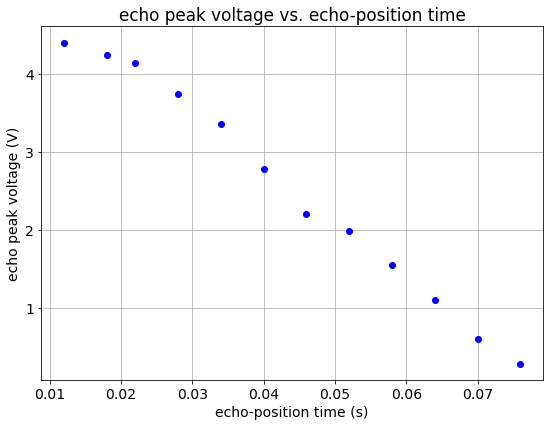 echo peak voltage vs. echo-position time
echo peak voltage (V)
4
3
2
1
0.01 0.02 0.03 0.04 0.05 0.06 0.07
echo-position time (s)